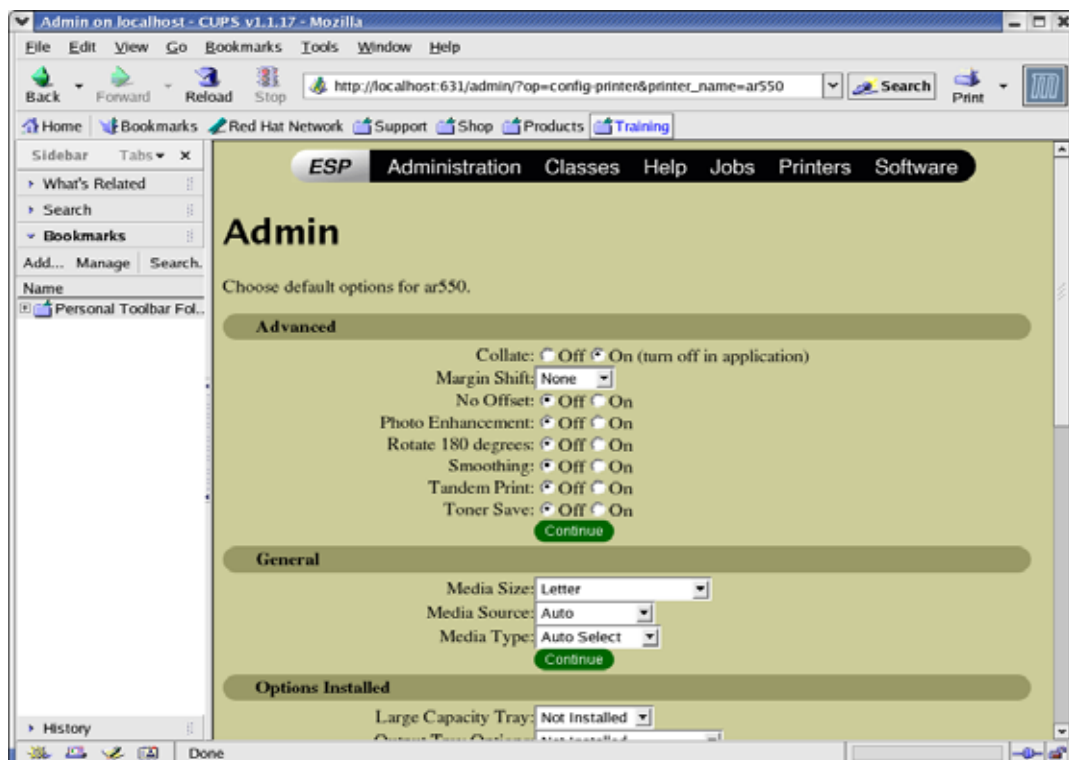 Admin on localhost - CUPS v1.1.17 - Mozilla
File Edit View Go Bookmarks Tools Window Help
Back Forward Reload Stop http://localhost:631/admin/?op=config-printer&printer_name=ar550 Search Print
Home Bookmarks Red Hat Network Support Shop Products Training
Sidebar Tabs
What's Related
Search
Bookmarks
Add... Manage Search.
Name
Personal Toolbar Fol..
History
ESP Administration Classes Help Jobs Printers Software
Admin
Choose default options for ar550.
Advanced
Collate: Off On (turn off in application)
Margin Shift: None
No Offset: Off On
Photo Enhancement: Off On
Rotate 180 degrees: Off On
Smoothing: Off On
Tandem Print: Off On
Toner Save: Off On
Continue
General
Media Size: Letter
Media Source: Auto
Media Type: Auto Select
Continue
Options Installed
Large Capacity Tray: Not Installed
Output Tray Options: Not Installed
Done